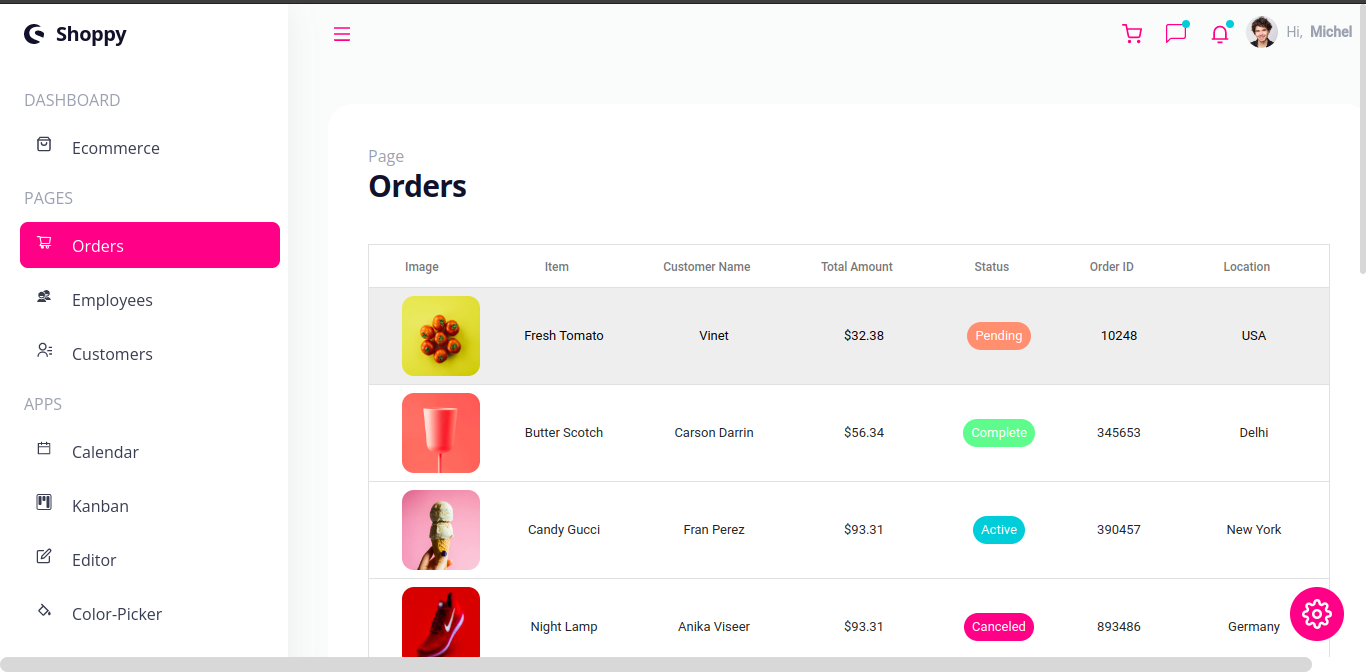 Shoppy
Hi, Michel
DASHBOARD
Ecommerce
PAGES
Orders
Employees
Customers
APPS
Calendar
Kanban
Editor
Color-Picker
Page
Orders
Image Item Customer Name Total Amount Status Order ID Location
Fresh Tomato Vinet $32.38 Pending 10248 USA
Butter Scotch Carson Darrin $56.34 Complete 345653 Delhi
Candy Gucci Fran Perez $93.31 Active 390457 New York
Night Lamp Anika Viseer $93.31 Canceled 893486 Germany